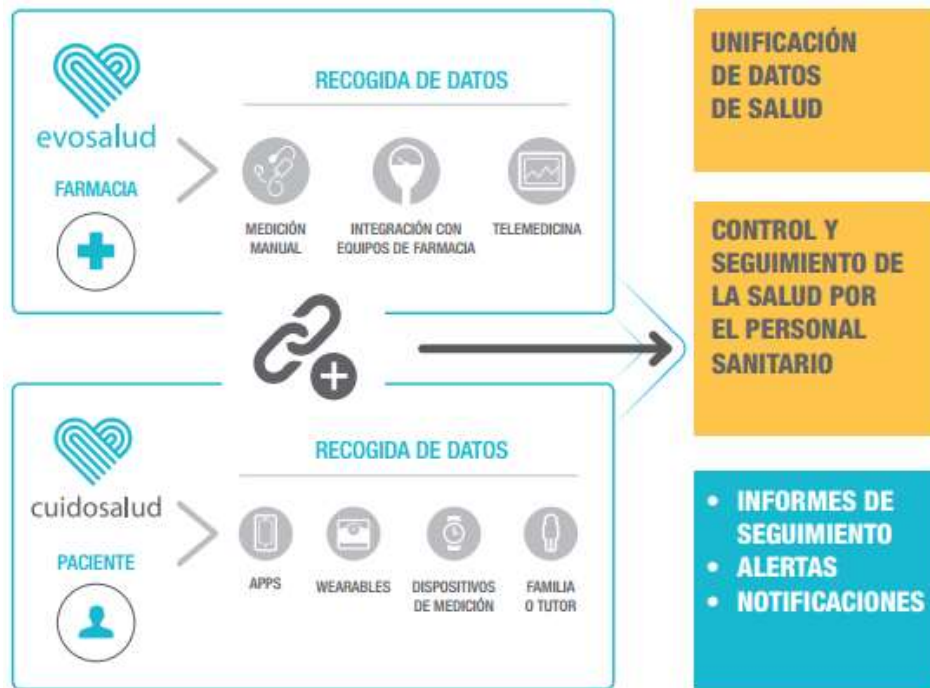 evosalud
FARMACIA
RECOGIDA DE DATOS
MEDICIÓN
MANUAL
INTEGRACIÓN CON
EQUIPOS DE FARMACIA
TELEMEDICINA
cuidosalud
PACIENTE
RECOGIDA DE DATOS
APPS
WEARABLES
DISPOSITIVOS
DE MEDICIÓN
FAMILIA
O TUTOR
UNIFICACIÓN
DE DATOS
DE SALUD
CONTROL Y
SEGUIMIENTO DE
LA SALUD POR
EL PERSONAL
SANITARIO
• INFORMES DE
SEGUIMIENTO
• ALERTAS
• NOTIFICACIONES